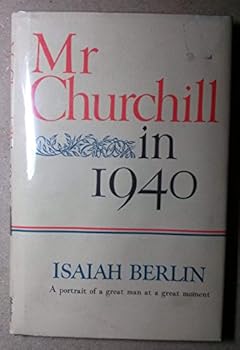 Mr
Churchill
in
1940
ISAIAH BERLIN
A portrait of a great man at a great moment